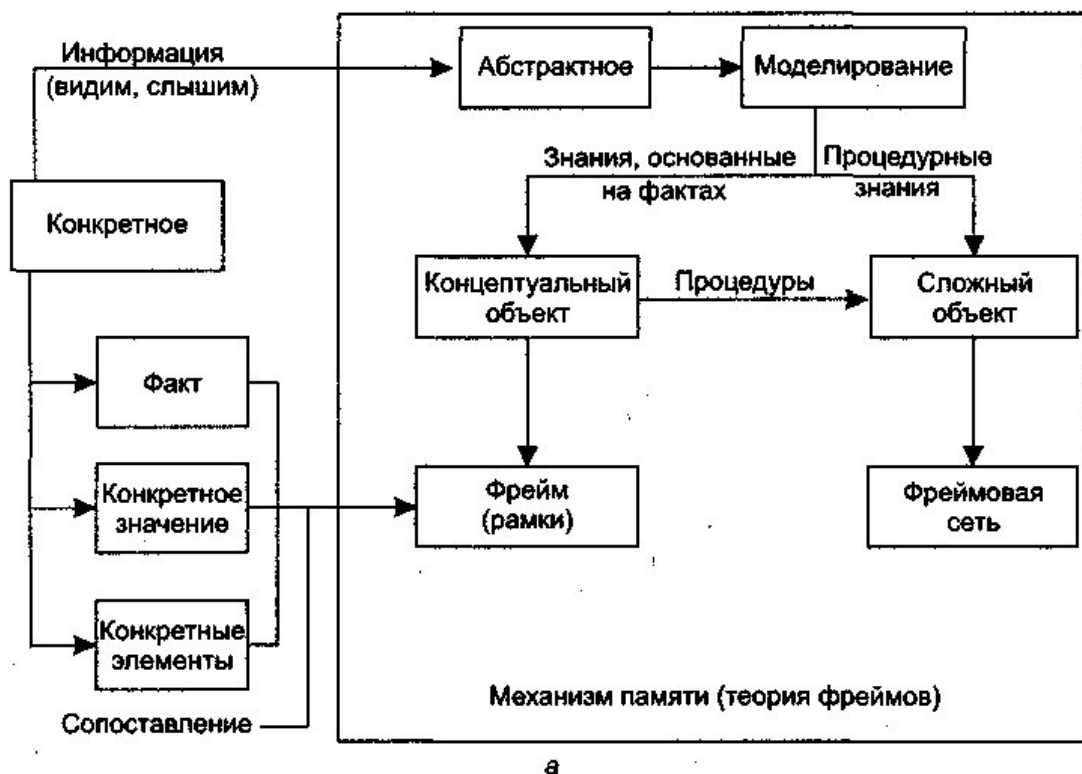 Информация
(видим, слышим)
Абстрактное
Моделирование
Знания, основанные
на фактах
Процедурные
знания
Конкретное
Концептуальный
объект
Процедуры
Сложный
объект
Факт
Конкретное
значение
Фрейм
(рамки)
Фреймовая
сеть
Конкретные
элементы
Механизм памяти (теория фреймов)
Сопоставление
а